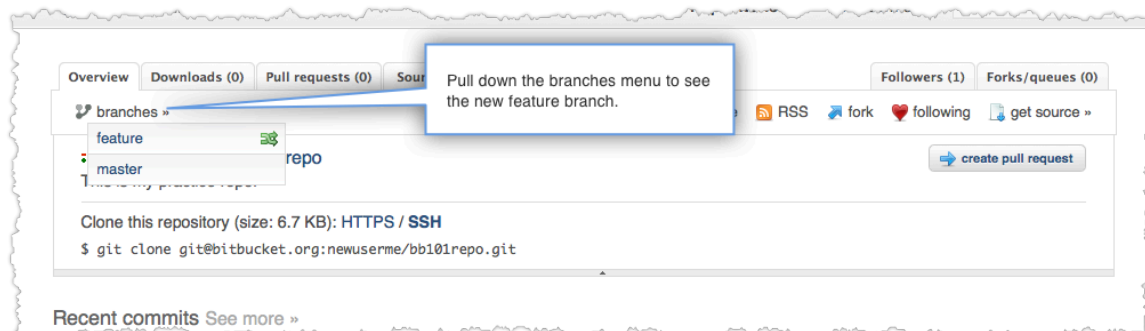 Overview Downloads (0) Pull requests (0) Followers (1) Forks/queues (0)
Pull down the branches menu to see
the new feature branch.
branches » RSS fork following get source »
feature
master
repo
create pull request
Clone this repository (size: 6.7 KB): HTTPS / SSH
$ git clone git@bitbucket.org:newuserme/bb101repo.git
Recent commits See more »